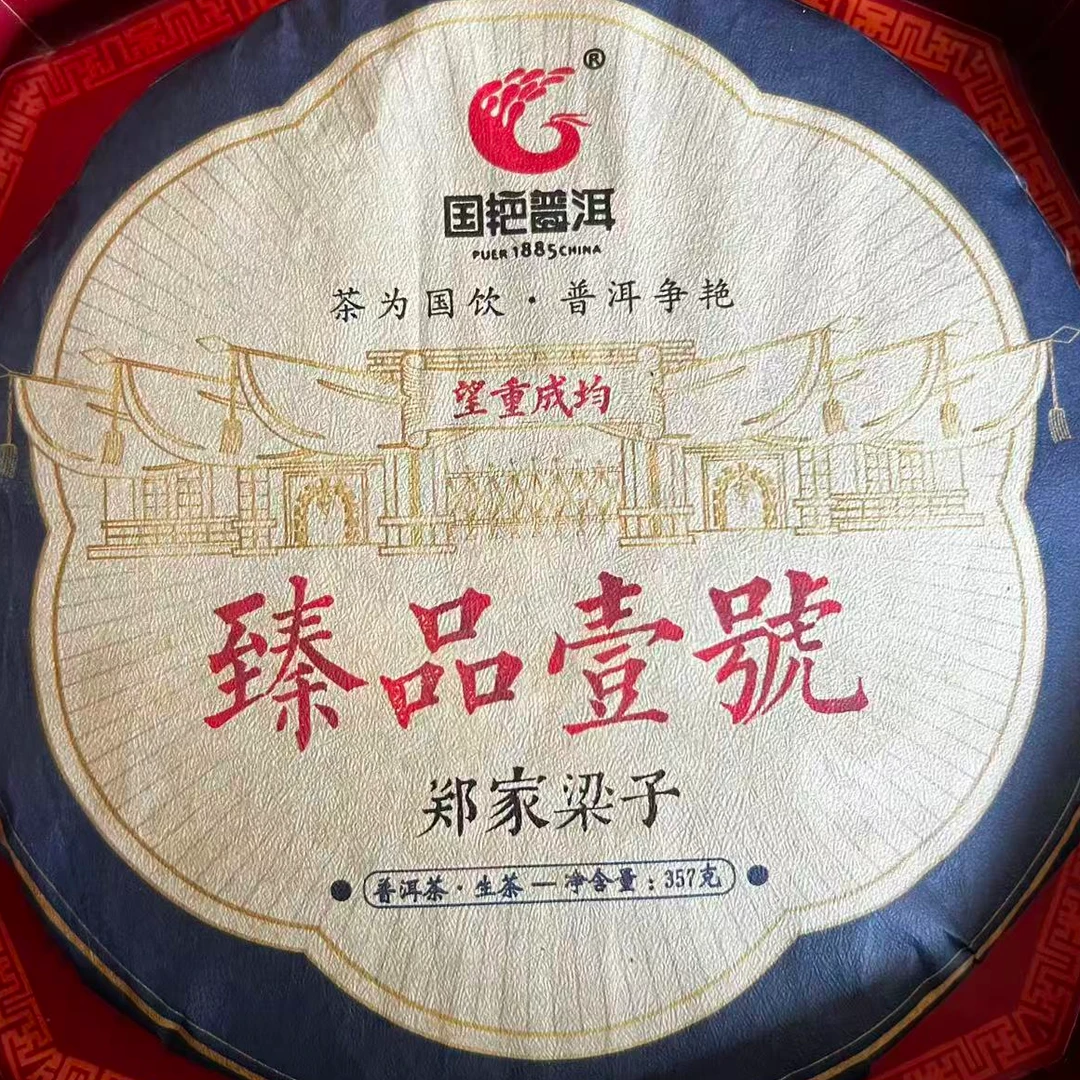 ®
国艳普洱
PUER 1885 CHINA
茶为国饮·普洱争艳
望重成均
臻品壹號
郑家梁子
普洱茶·生茶—净含量:357克